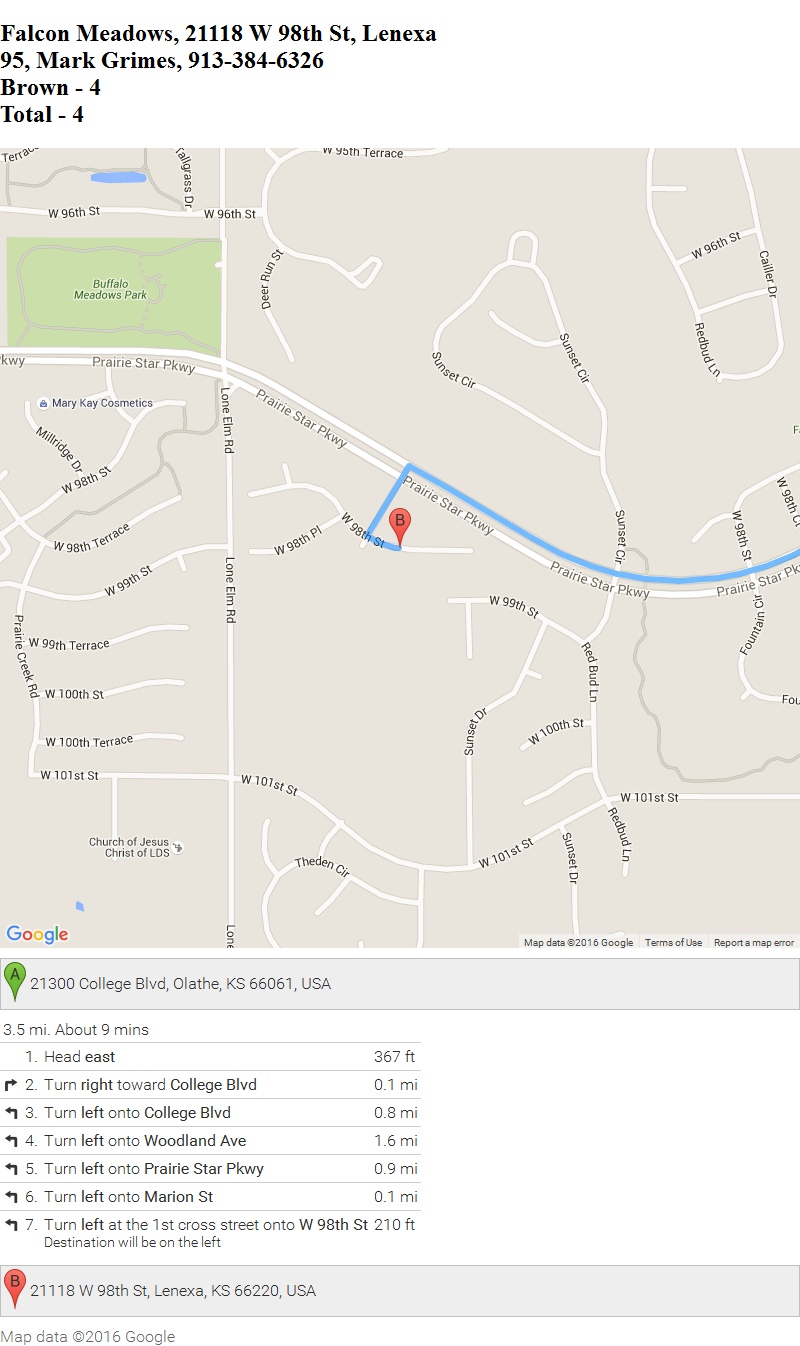 Falcon Meadows, 21118 W 98th St, Lenexa
95, Mark Grimes, 913-384-6326
Brown - 4
Total - 4
Terrace
Tallgrass Dr
W 95th Terrace
W 96th St
W 96th St
W 96th St
Cailler Dr
Deer Run St
Buffalo
Meadows Park
Redbud Ln
Sunset Cir
Sunset Cir
Pkwy
Prairie Star Pkwy
Prairie Star Pkwy
Mary Kay Cosmetics
Lone Elm Rd
Millridge Dr
W 98th St
Prairie Star Pkwy
W 98th St
B
W 98th Pl
W 98th Terrace
Sunset Cir
W 98th St
W 98th C
W 99th St
Lone Elm Rd
Prairie Star Pkwy
Prairie Star Pk
W 99th St
Fountain Cir
Prairie Creek Rd
W 99th Terrace
Red Bud Ln
W 100th St
Fou
Sunset Dr
W 100th St
W 100th Terrace
W 101st St
W 101st St
W 101st St
Redbud Ln
Church of Jesus
Christ of LDS
Theden Cir
W 101st St
Sunset Dr
Lone
Google
Map data ©2016 Google Terms of Use Report a map error
A 21300 College Blvd, Olathe, KS 66061, USA
3.5 mi. About 9 mins
1. Head east 367 ft
2. Turn right toward College Blvd 0.1 mi
3. Turn left onto College Blvd 0.8 mi
4. Turn left onto Woodland Ave 1.6 mi
5. Turn left onto Prairie Star Pkwy 0.9 mi
6. Turn left onto Marion St 0.1 mi
7. Turn left at the 1st cross street onto W 98th St 210 ft
Destination will be on the left
B 21118 W 98th St, Lenexa, KS 66220, USA
Map data ©2016 Google